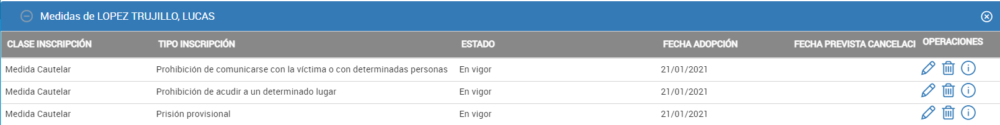 Medidas de LOPEZ TRUJILLO, LUCAS
CLASE INSCRIPCIÓN TIPO INSCRIPCIÓN ESTADO FECHA ADOPCIÓN FECHA PREVISTA CANCELACI OPERACIONES
Medida Cautelar Prohibición de comunicarse con la víctima o con determinadas personas En vigor 21/01/2021
Medida Cautelar Prohibición de acudir a un determinado lugar En vigor 21/01/2021
Medida Cautelar Prisión provisional En vigor 21/01/2021